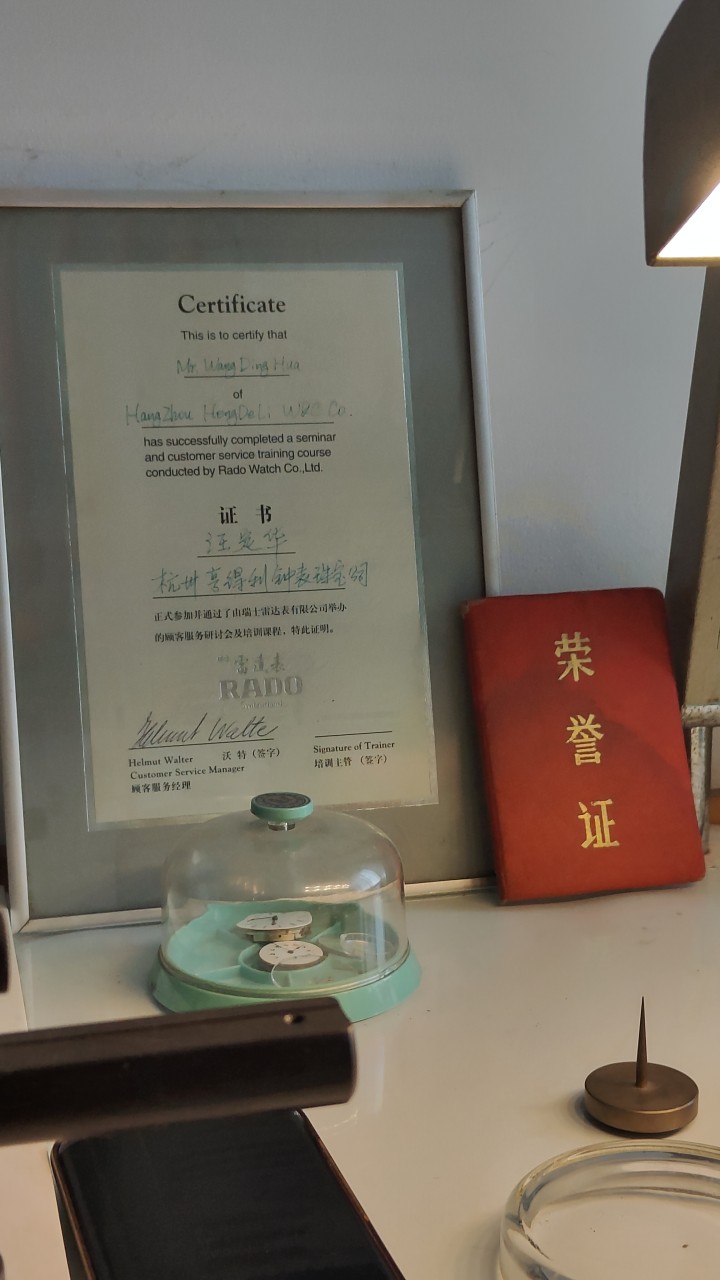 Certificate
This is to certify that
Mr. Wang Ding Hua
of
HangZhou HengDeLi W&C Co.
has successfully completed a seminar
and customer service training course
conducted by Rado Watch Co.,Ltd.
证 书
汪定华
杭州亨得利钟表珠宝公司
正式参加并通过了由瑞士雷达表有限公司举办
的顾客服务研讨会及培训课程，特此证明。
雷達表
RADO
Helmut Walter
Helmut Walter 沃 特（签字）
Customer Service Manager
顾客服务经理
Signature of Trainer
培训主管 （签字）
荣
誉
证